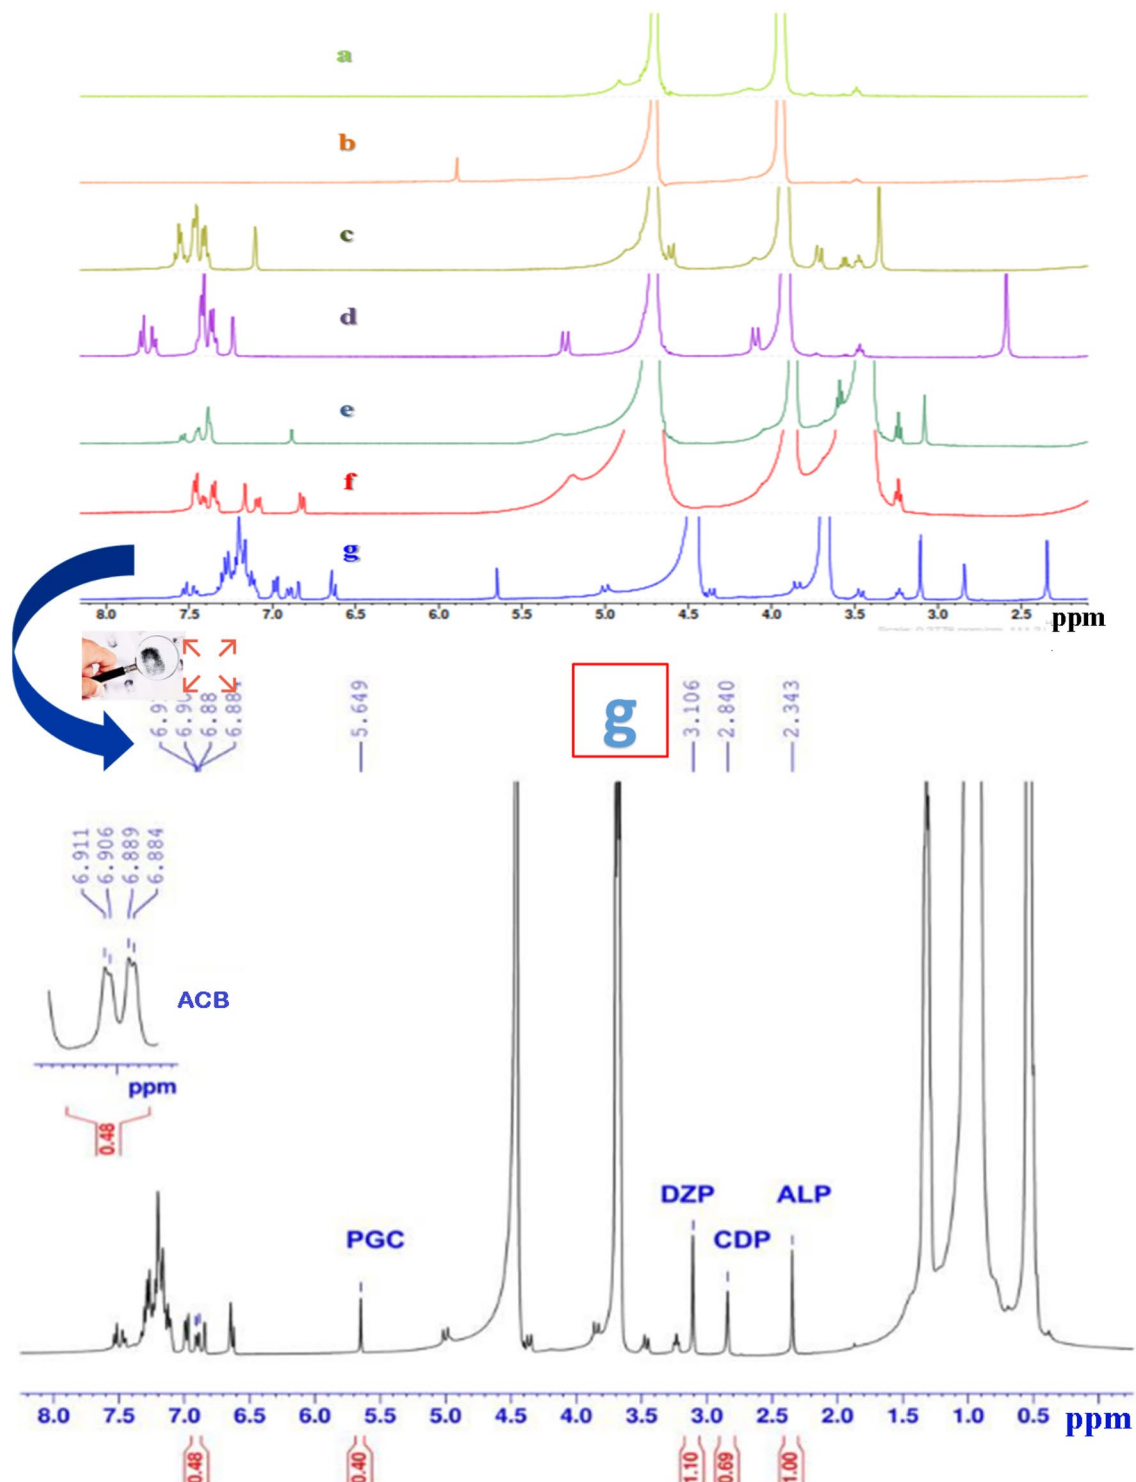 a
b
c
d
e
f
g
8.0 7.5 7.0 6.5 6.0 5.5 5.0 4.5 4.0 3.5 3.0 2.5 ppm
6.88 6.884 5.649 g 3.106 2.840 2.343
6.911 6.906 6.889 6.884
ACB
ppm
0.48
DZP ALP
PGC CDP
8.0 7.5 7.0 6.5 6.0 5.5 5.0 4.5 4.0 3.5 3.0 2.5 2.0 1.5 1.0 0.5 ppm
0.48 0.40 1.10 0.69 1.00